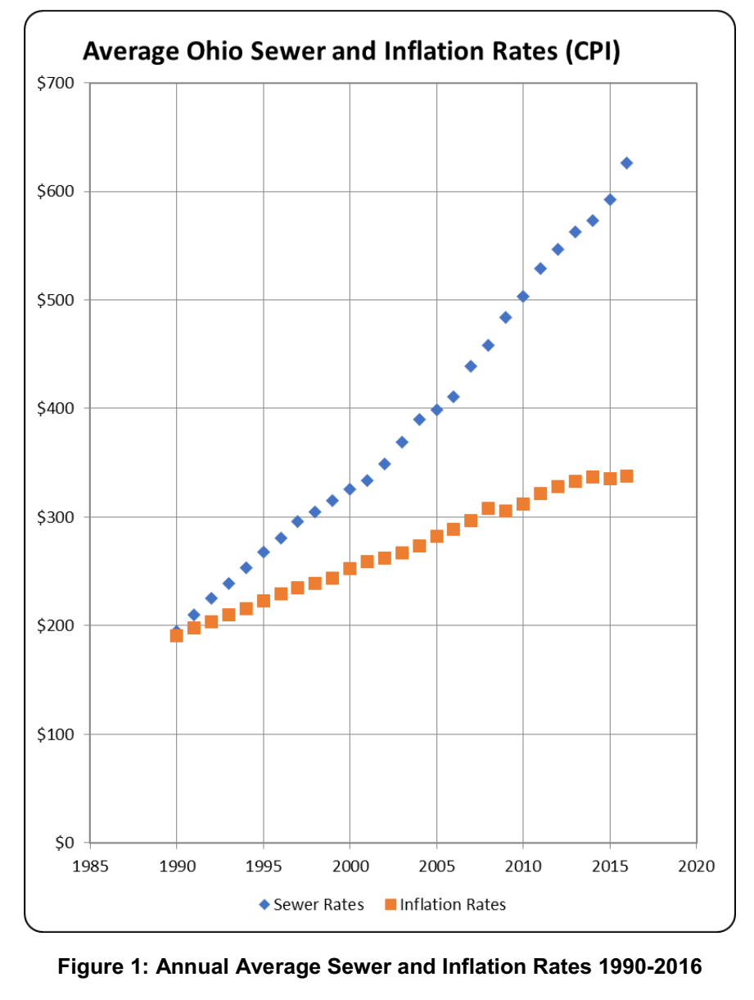 Average Ohio Sewer and Inflation Rates (CPI)
$700
$600
$500
$400
$300
$200
$100
$0
1985 1990 1995 2000 2005 2010 2015 2020
Sewer Rates Inflation Rates
Figure 1: Annual Average Sewer and Inflation Rates 1990-2016